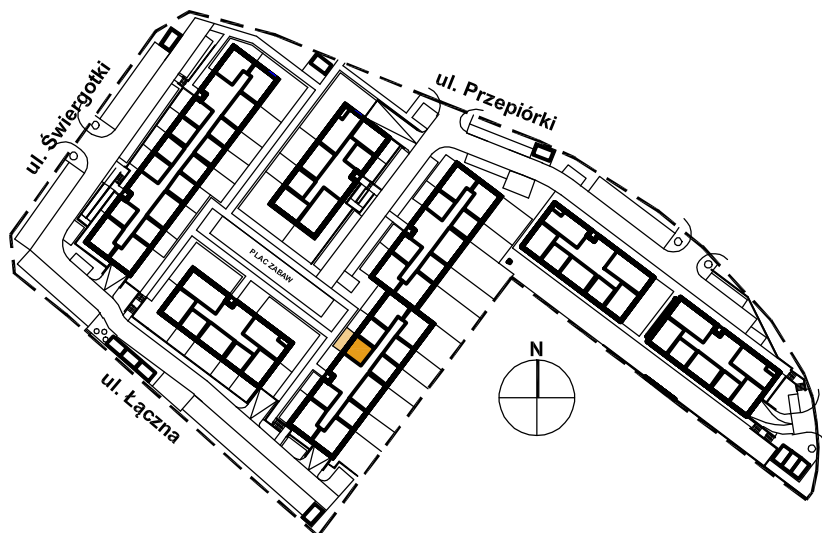 ul. Przepiórki
ul. Świergotki
PLAC ZABAW
N
ul. Łączna